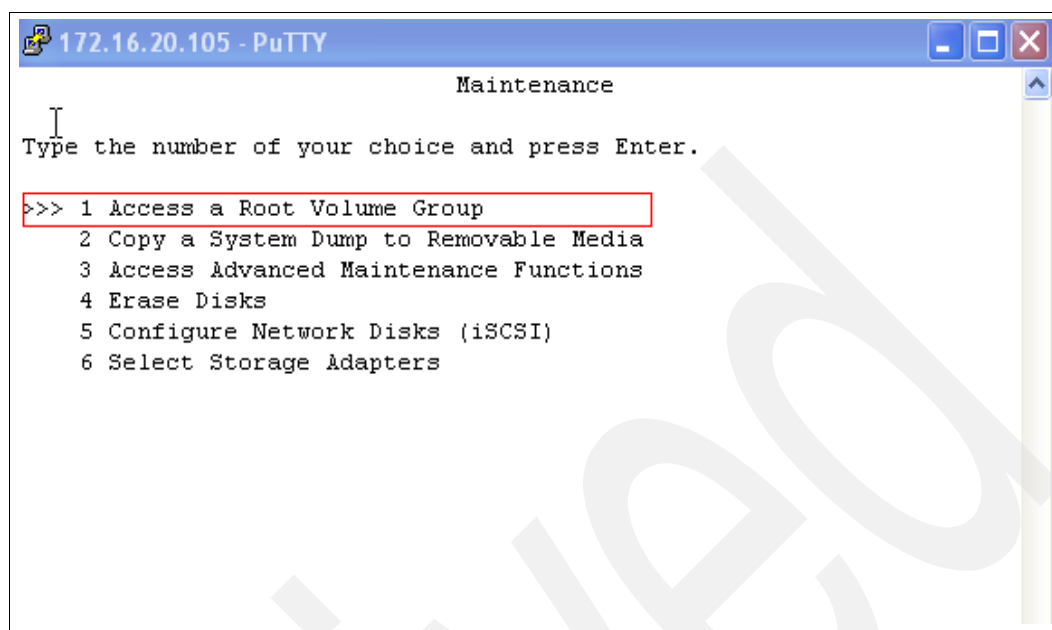 172.16.20.105 - PuTTY
Maintenance
Type the number of your choice and press Enter.
>>> 1 Access a Root Volume Group
2 Copy a System Dump to Removable Media
3 Access Advanced Maintenance Functions
4 Erase Disks
5 Configure Network Disks (iSCSI)
6 Select Storage Adapters